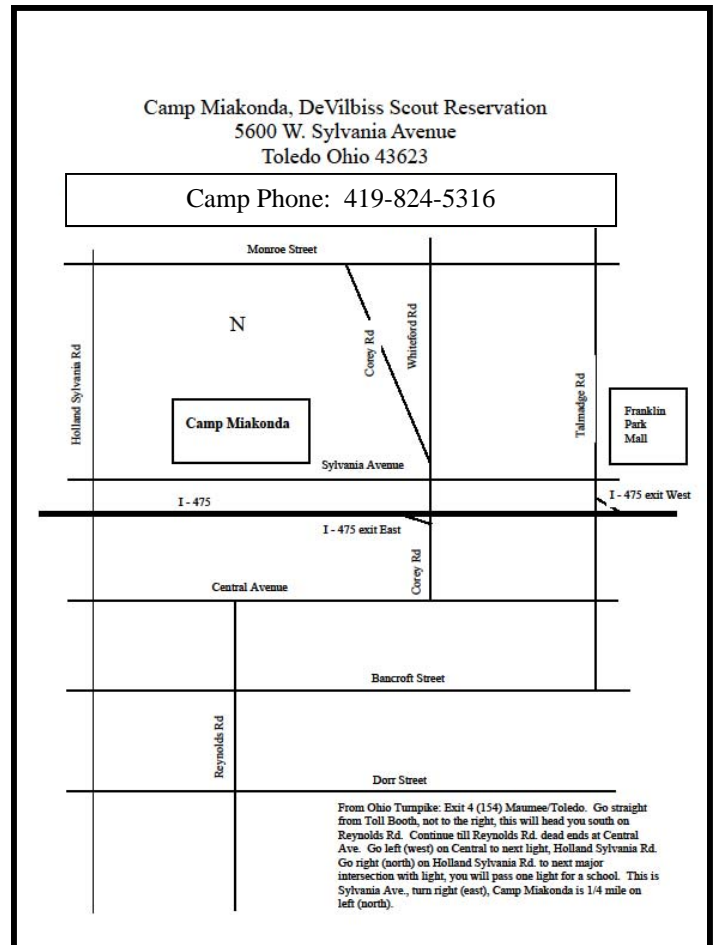 Camp Miakonda, DeVilbiss Scout Reservation
5600 W. Sylvania Avenue
Toledo Ohio 43623
Camp Phone:  419-824-5316
Monroe Street
N
Holland Sylvania Rd
Corey Rd
Whiteford Rd
Talmadge Rd
Franklin
Park
Mall
Camp Miakonda
Sylvania Avenue
I - 475
I - 475 exit West
I - 475 exit East
Corey Rd
Central Avenue
Bancroft Street
Reynolds Rd
Dorr Street
From Ohio Turnpike: Exit 4 (154) Maumee/Toledo.  Go straight
from Toll Booth, not to the right, this will head you south on
Reynolds Rd.  Continue till Reynolds Rd. dead ends at Central
Ave.  Go left (west) on Central to next light, Holland Sylvania Rd.
Go right (north) on Holland Sylvania Rd. to next major
intersection with light, you will pass one light for a school.  This is
Sylvania Ave., turn right (east), Camp Miakonda is 1/4 mile on
left (north).